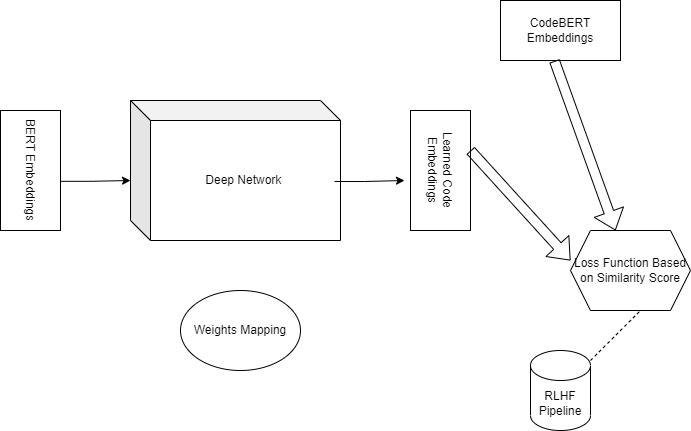 CodeBERT
Embeddings
BERT Embeddings
Deep Network
Learned Code
Embeddings
Loss Function Based
on Similarity Score
Weights Mapping
RLHF
Pipeline